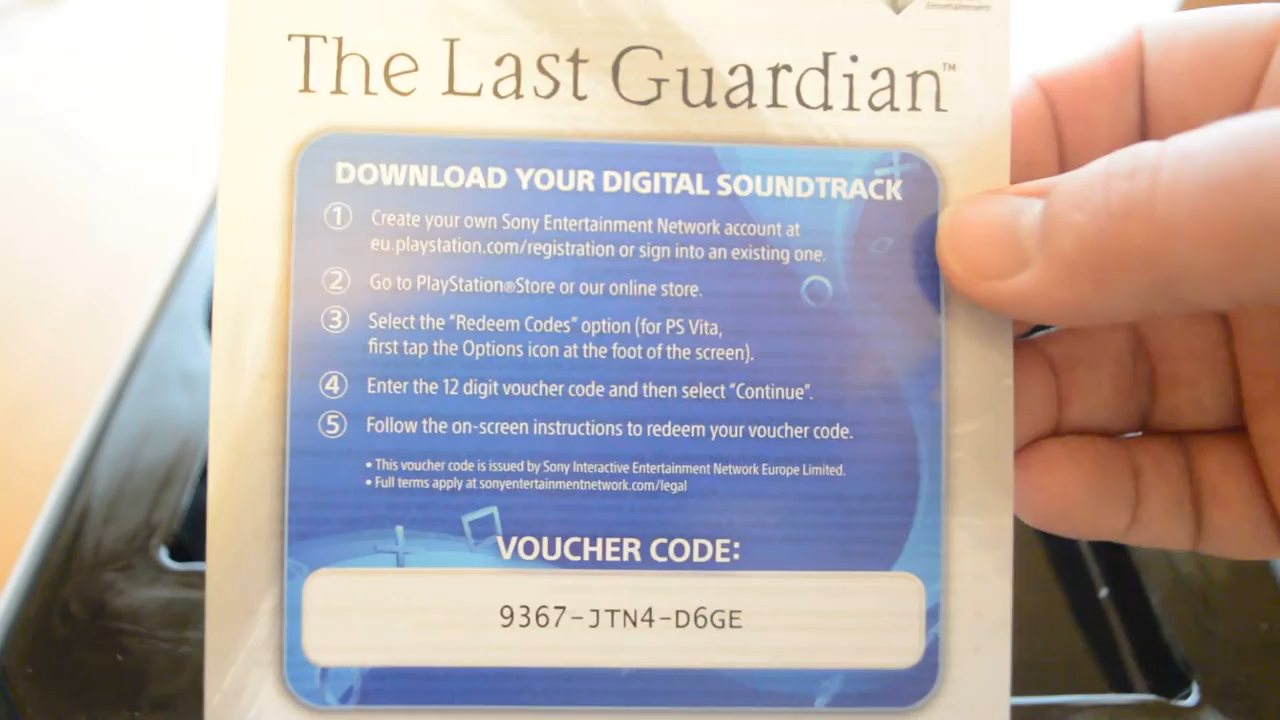 Entertainment
The Last Guardian™
DOWNLOAD YOUR DIGITAL SOUNDTRACK
1 Create your own Sony Entertainment Network account at
eu.playstation.com/registration or sign into an existing one.
2 Go to PlayStation®Store or our online store.
3 Select the “Redeem Codes” option (for PS Vita,
first tap the Options icon at the foot of the screen).
4 Enter the 12 digit voucher code and then select “Continue”.
5 Follow the on-screen instructions to redeem your voucher code.
• This voucher code is issued by Sony Interactive Entertainment Network Europe Limited.
• Full terms apply at sonyentertainmentnetwork.com/legal
VOUCHER CODE:
9367-JTN4-D6GE